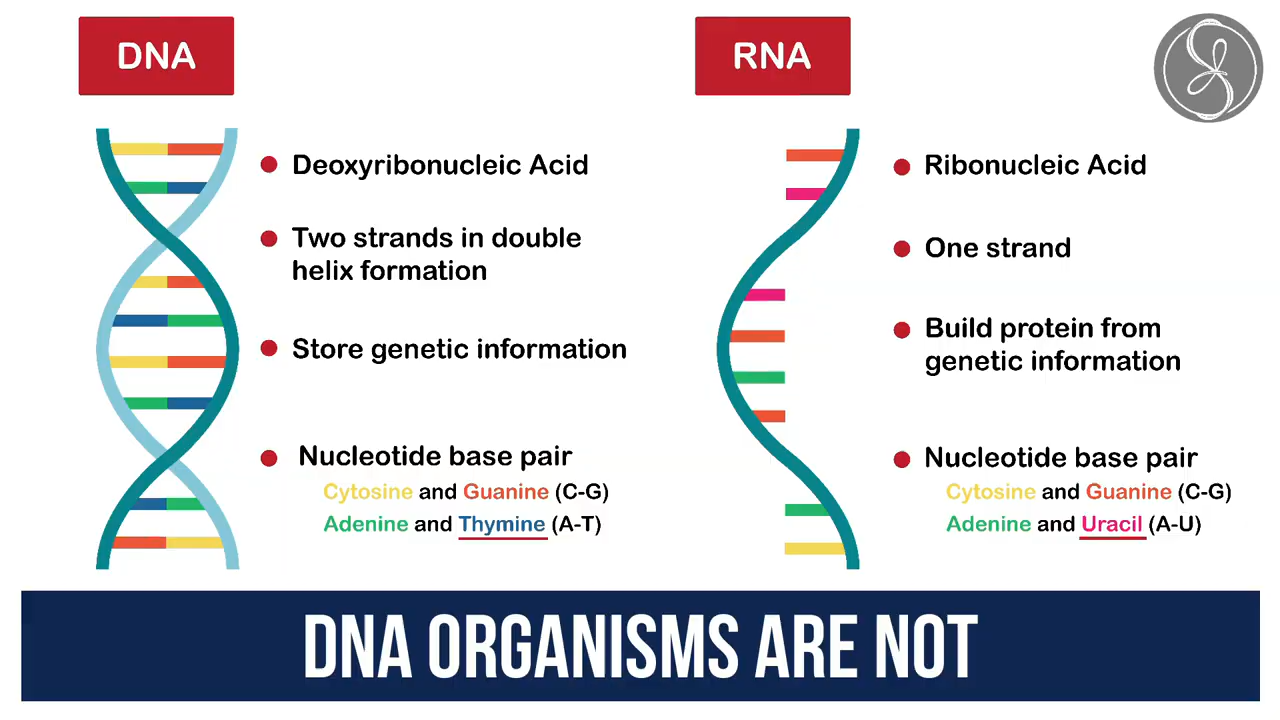 DNA
Deoxyribonucleic Acid
Two strands in double
helix formation
Store genetic information
Nucleotide base pair
Cytosine and Guanine (C-G)
Adenine and Thymine (A-T)
RNA
Ribonucleic Acid
One strand
Build protein from
genetic information
Nucleotide base pair
Cytosine and Guanine (C-G)
Adenine and Uracil (A-U)
DNA ORGANISMS ARE NOT